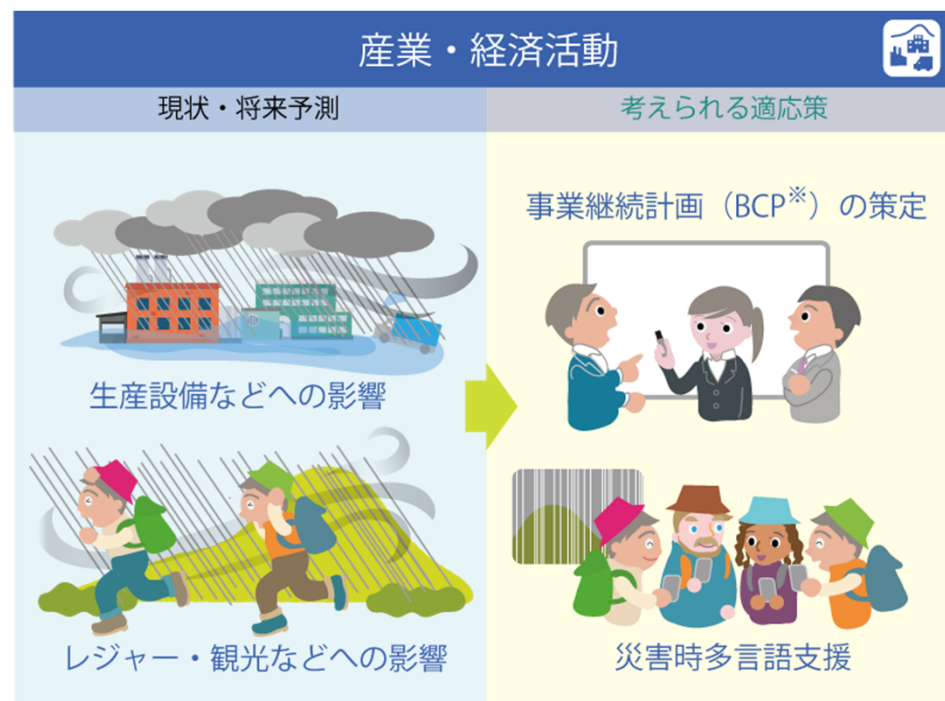 産業・経済活動
現状・将来予測
考えられる適応策
生産設備などへの影響
レジャー・観光などへの影響
事業継続計画（BCP※）の策定
災害時多言語支援